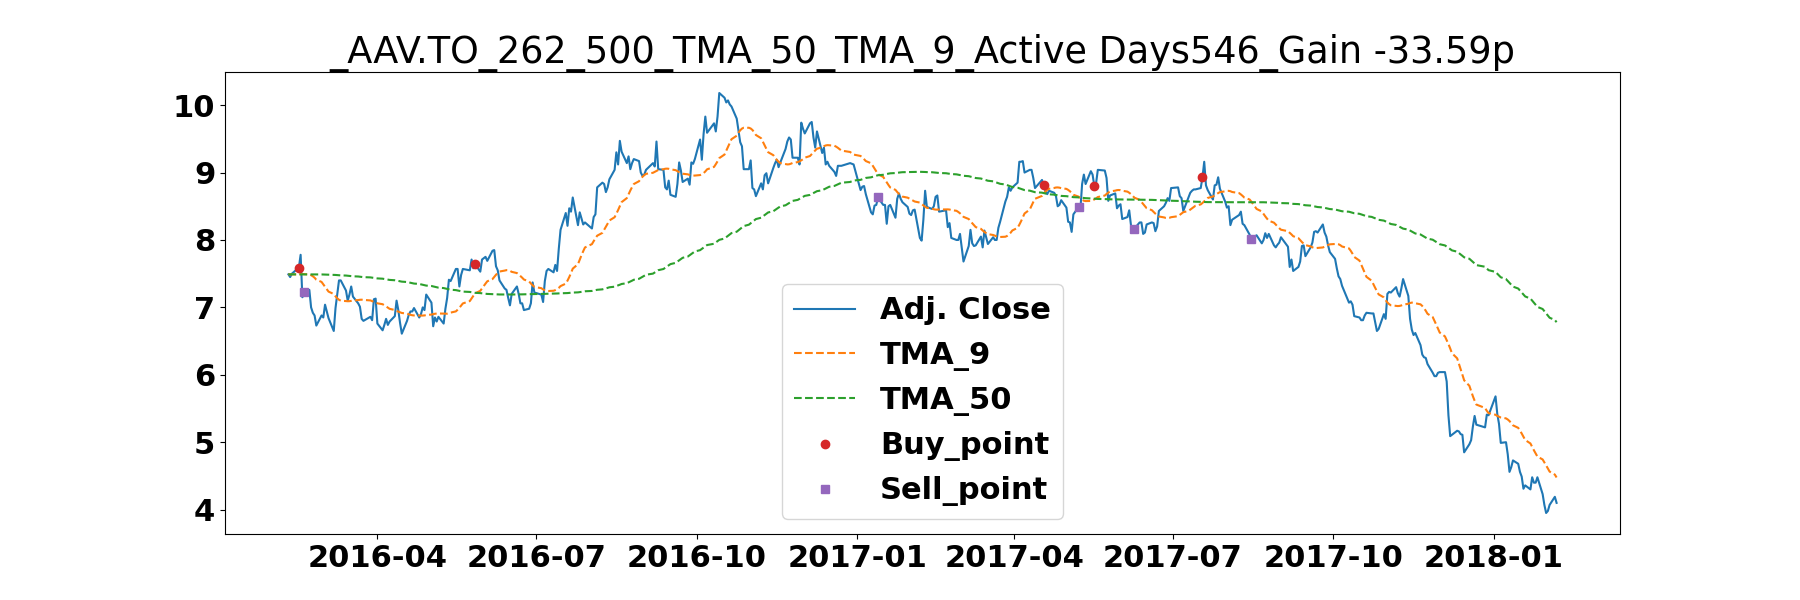 _AAV.TO_262_500_TMA_50_TMA_9_Active Days546_Gain -33.59p
10
9
8
7
6
5
4
Adj. Close
TMA_9
TMA_50
Buy_point
Sell_point
2016-04 2016-07 2016-10 2017-01 2017-04 2017-07 2017-10 2018-01